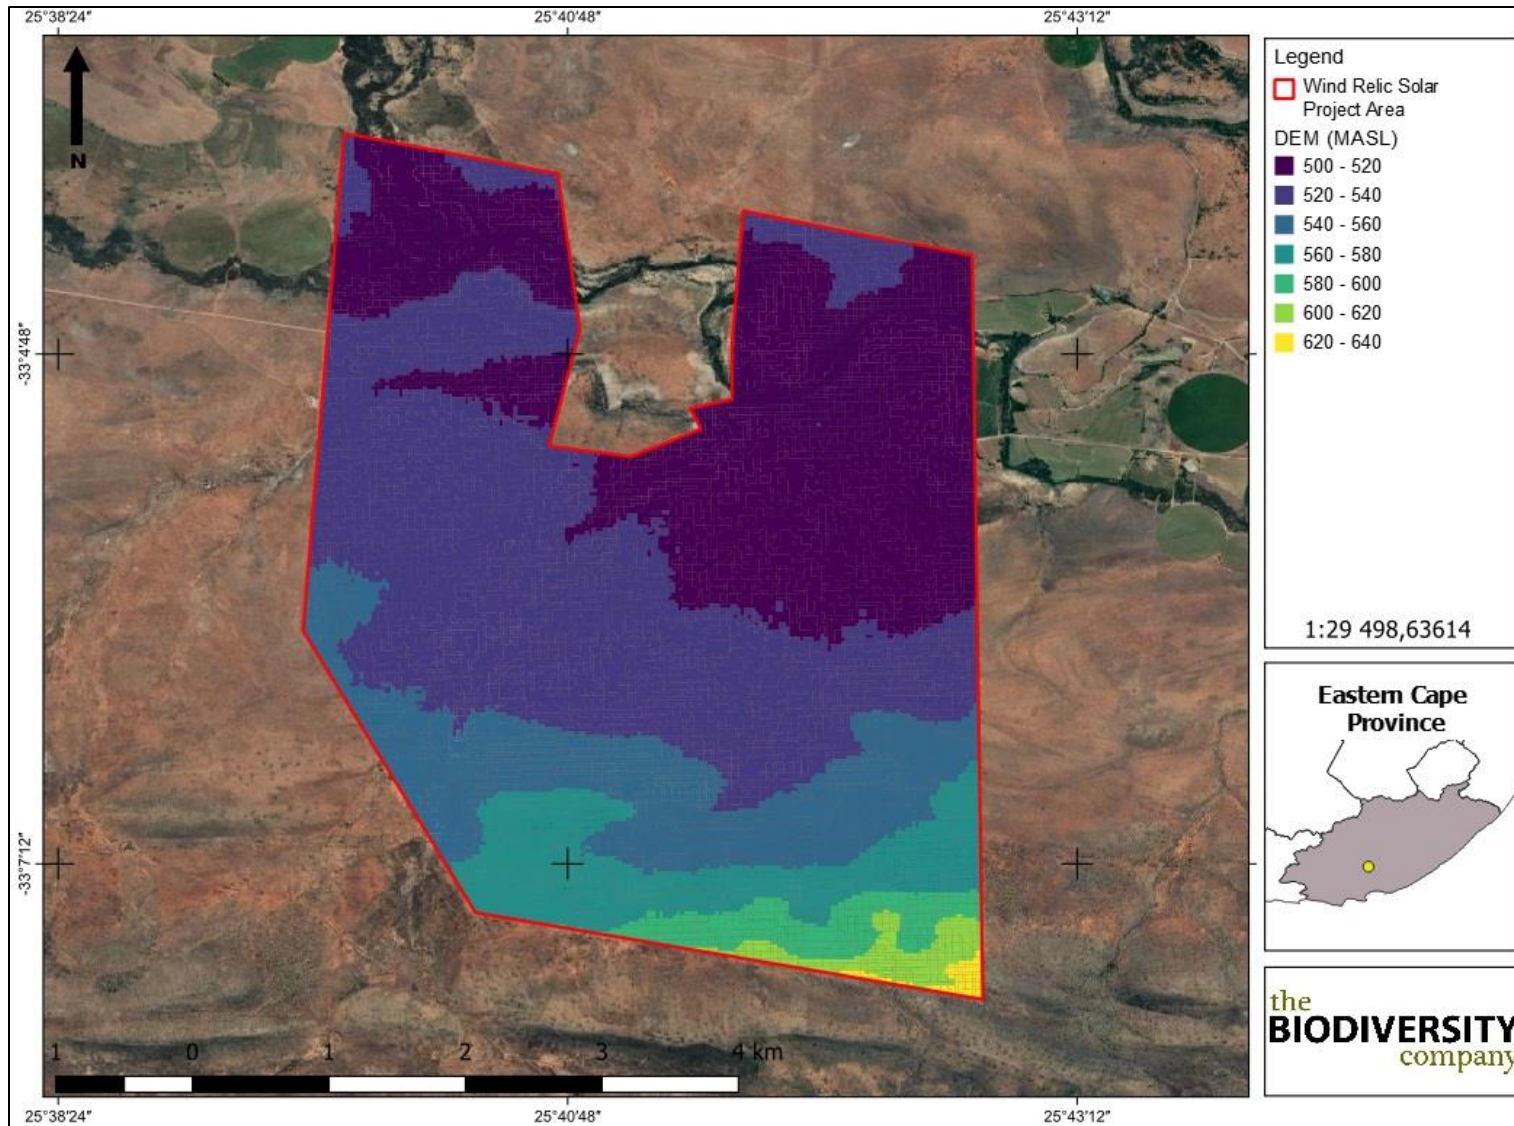 25°38'24"
25°40'48"
25°43'12"
N
-33°4'48"
-33°7'12"
1 0 1 2 3 4 km
25°38'24"
25°40'48"
25°43'12"
Legend
Wind Relic Solar
Project Area
DEM (MASL)
500 - 520
520 - 540
540 - 560
560 - 580
580 - 600
600 - 620
620 - 640
1:29 498,63614
Eastern Cape
Province
the
BIODIVERSITY
company